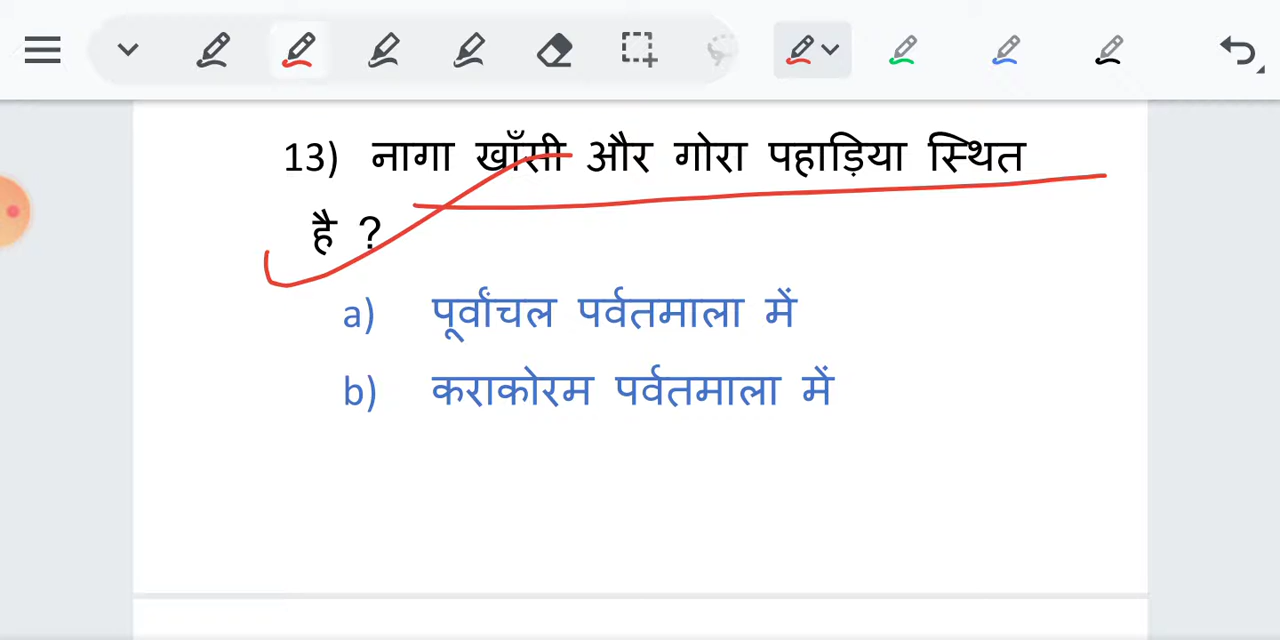 13) नागा खाँसी और गोरा पहाड़िया स्थित
है ?
a) पूर्वांचल पर्वतमाला में
b) कराकोरम पर्वतमाला में